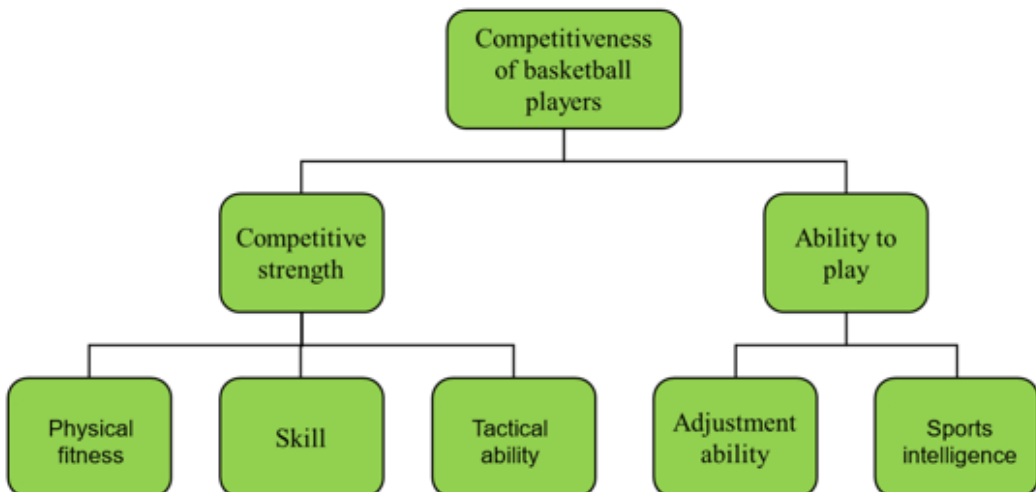 Competitiveness
of basketball
players
Competitive
strength
Ability to
play
Physical
fitness
Skill
Tactical
ability
Adjustment
ability
Sports
intelligence